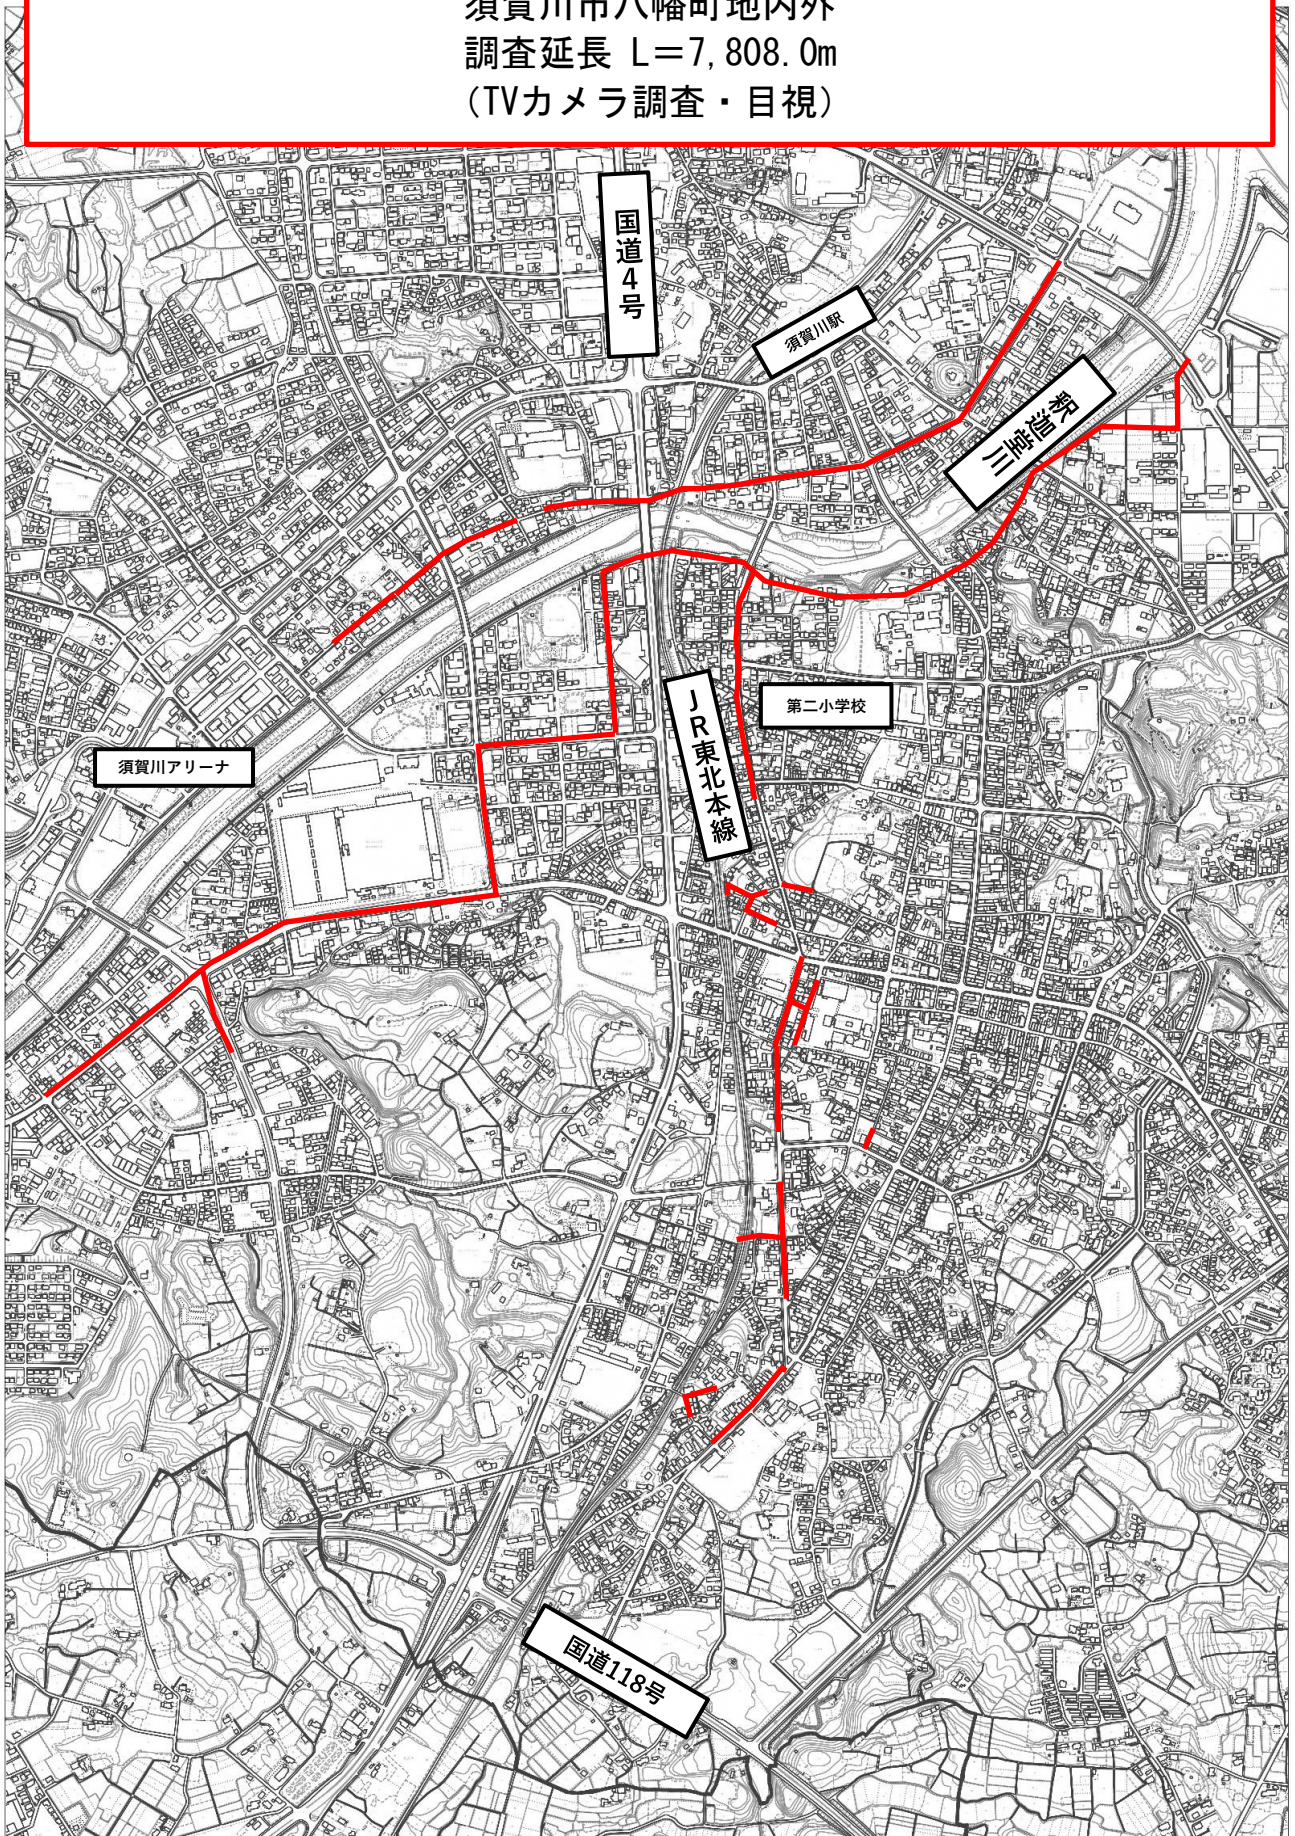 須賀川市八幡町地内外
調査延長 L＝7,808.0m
（TVカメラ調査・目視）
国道4号
須賀川駅
釈迦堂川
第二小学校
JR東北本線
須賀川アリーナ
国道118号